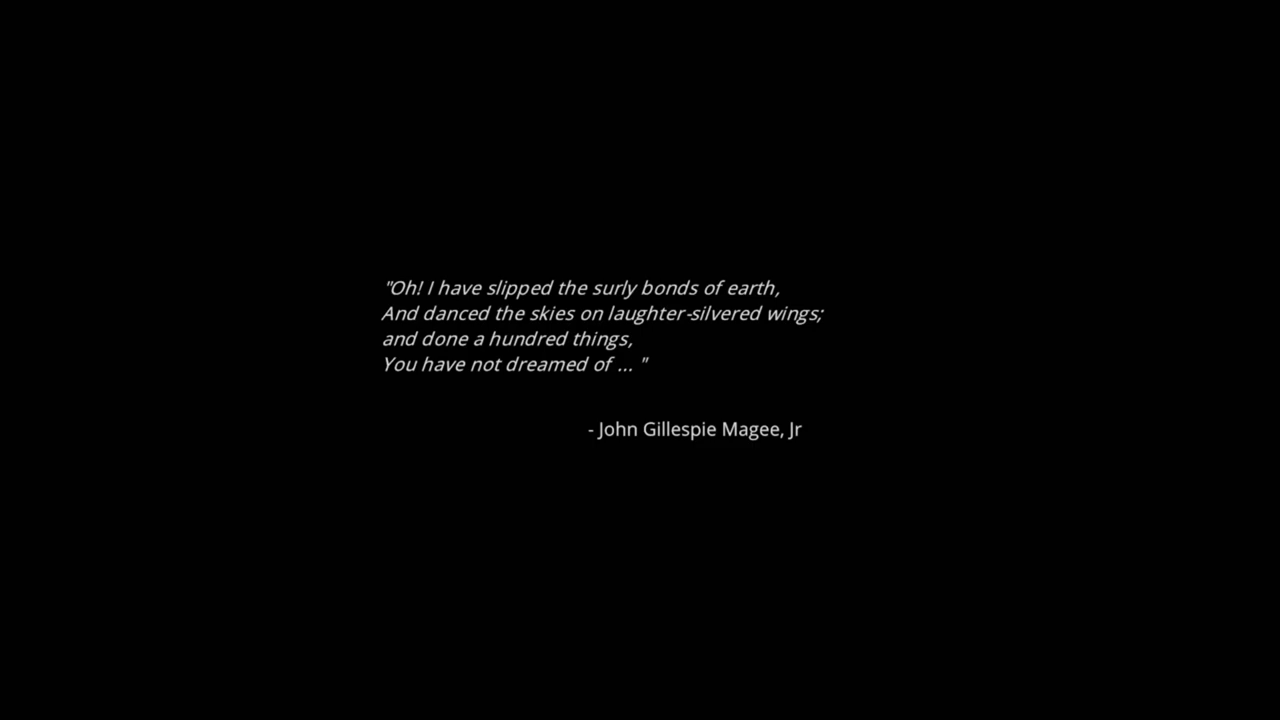 "Oh! I have slipped the surly bonds of earth,
And danced the skies on laughter-silvered wings;
and done a hundred things,
You have not dreamed of ... "
- John Gillespie Magee, Jr